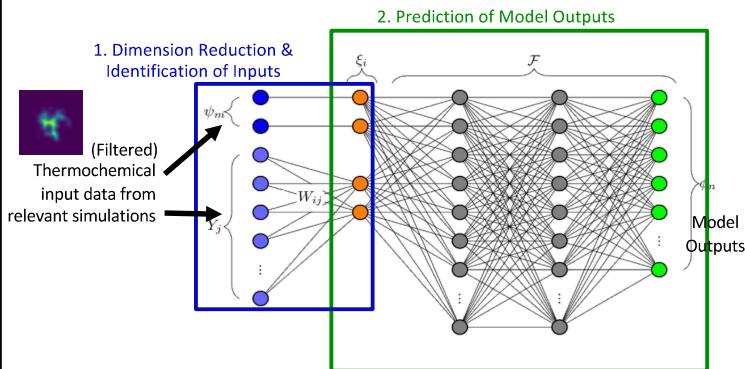 2. Prediction of Model Outputs
1. Dimension Reduction &
Identification of Inputs
ξᵢ
ℱ
ψₘ
(Filtered)
Thermochemical
input data from
relevant simulations
Wᵢⱼ
Yⱼ
ϕₙ
Model
Outputs
⋮
⋮
⋮
⋮